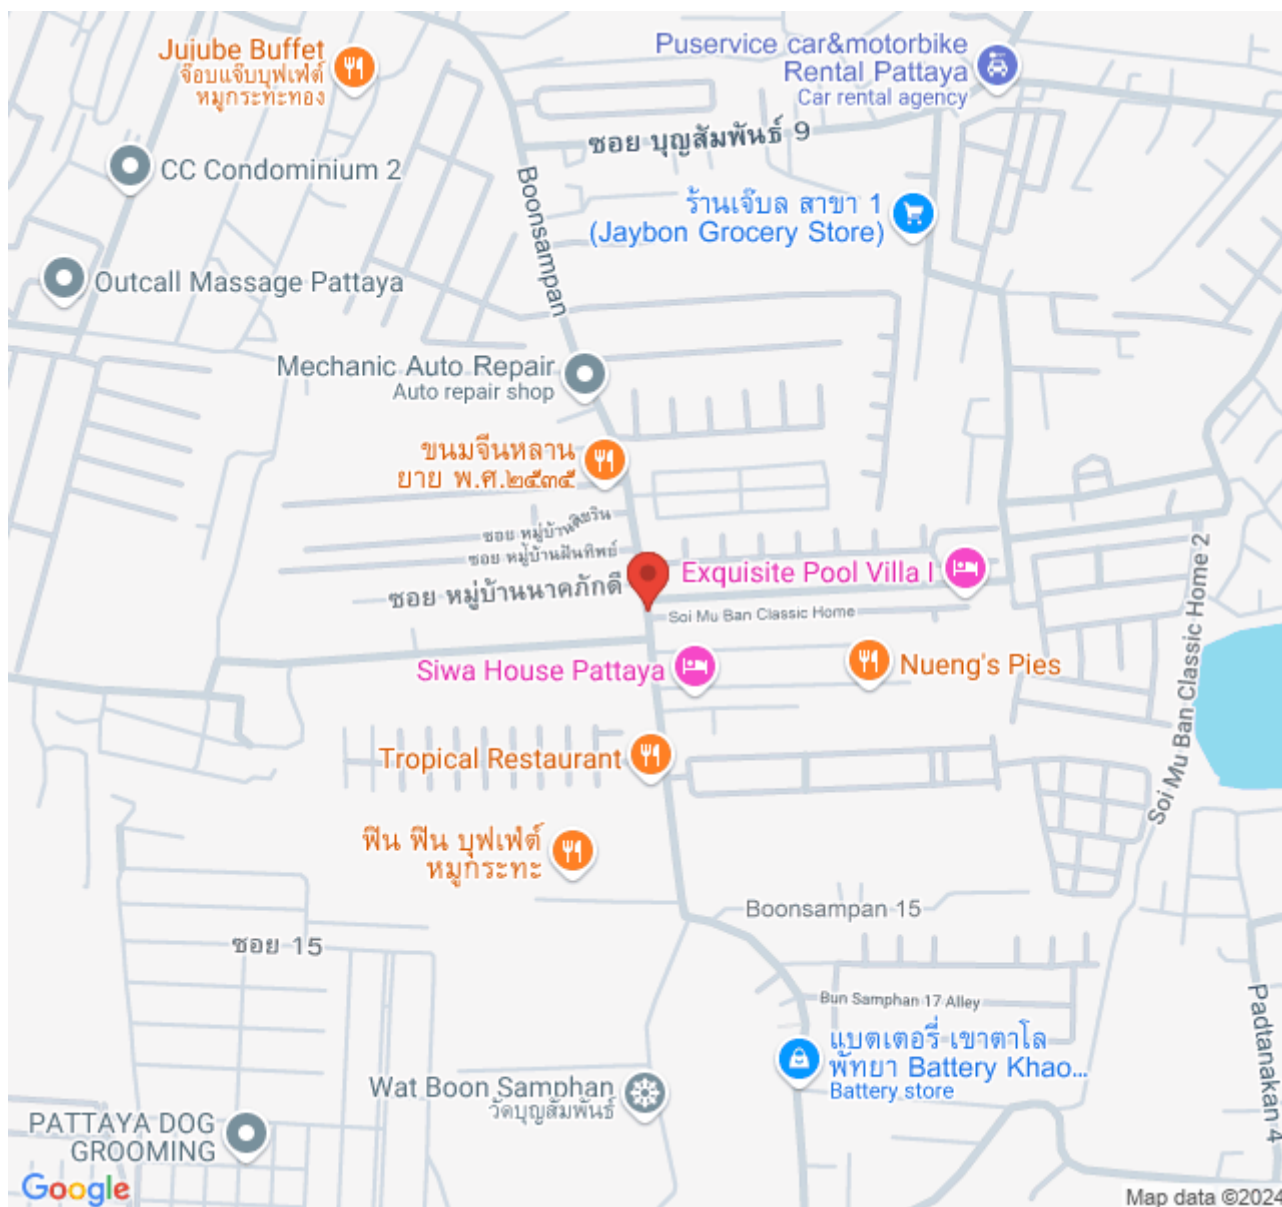 Jujube Buffet
จ๊อบแจ๊บบุฟเฟ่ต์
หมูกระทะทอง
Puservice car&motorbike
Rental Pattaya
Car rental agency
ซอย บุญสัมพันธ์ 9
CC Condominium 2
Boonsampan
ร้านเจ๊บล สาขา 1
(Jaybon Grocery Store)
Outcall Massage Pattaya
Mechanic Auto Repair
Auto repair shop
ขนมจีนหลาน
ยาย พ.ศ.๒๕๓๕
ซอย หมู่บ้าน
ซอย หมู่บ้านฝันทิพย์
ซอย หมู่บ้านนาคภักดี
Exquisite Pool Villa I
Soi Mu Ban Classic Home
Soi Mu Ban Classic Home 2
Siwa House Pattaya
Nueng's Pies
Tropical Restaurant
ฟิน ฟิน บุฟเฟ่ต์
หมูกระทะ
Boonsampan 15
ซอย 15
Bun Samphan 17 Alley
Padtanakan 4
แบตเตอรี่ เขาตาโล
พัทยา Battery Khao...
Battery store
Wat Boon Samphan
วัดบุญสัมพันธ์
PATTAYA DOG
GROOMING
Google
Map data ©2024